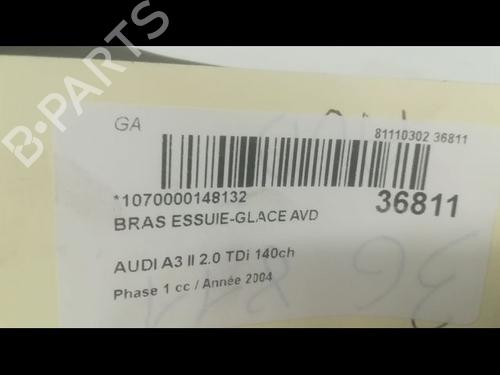 B-PARTS
GA
81110302 36811
*1070000148132
36811
BRAS ESSUIE-GLACE AVD
AUDI A3 II 2.0 TDi 140ch
Phase 1 cc / Année 2004